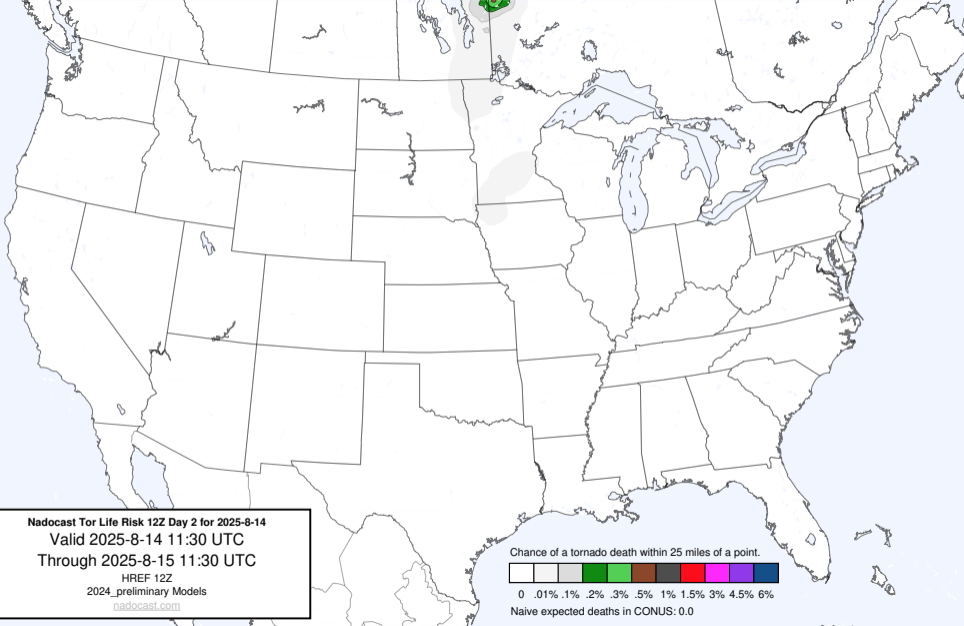 Nadocast Tor Life Risk 12Z Day 2 for 2025-8-14
Valid 2025-8-14 11:30 UTC
Through 2025-8-15 11:30 UTC
HREF 12Z
2024_preliminary Models
nadocast.com
Chance of a tornado death within 25 miles of a point.
0 .01% .1% .2% .3% .5% 1% 1.5% 3% 4.5% 6%
Naive expected deaths in CONUS: 0.0